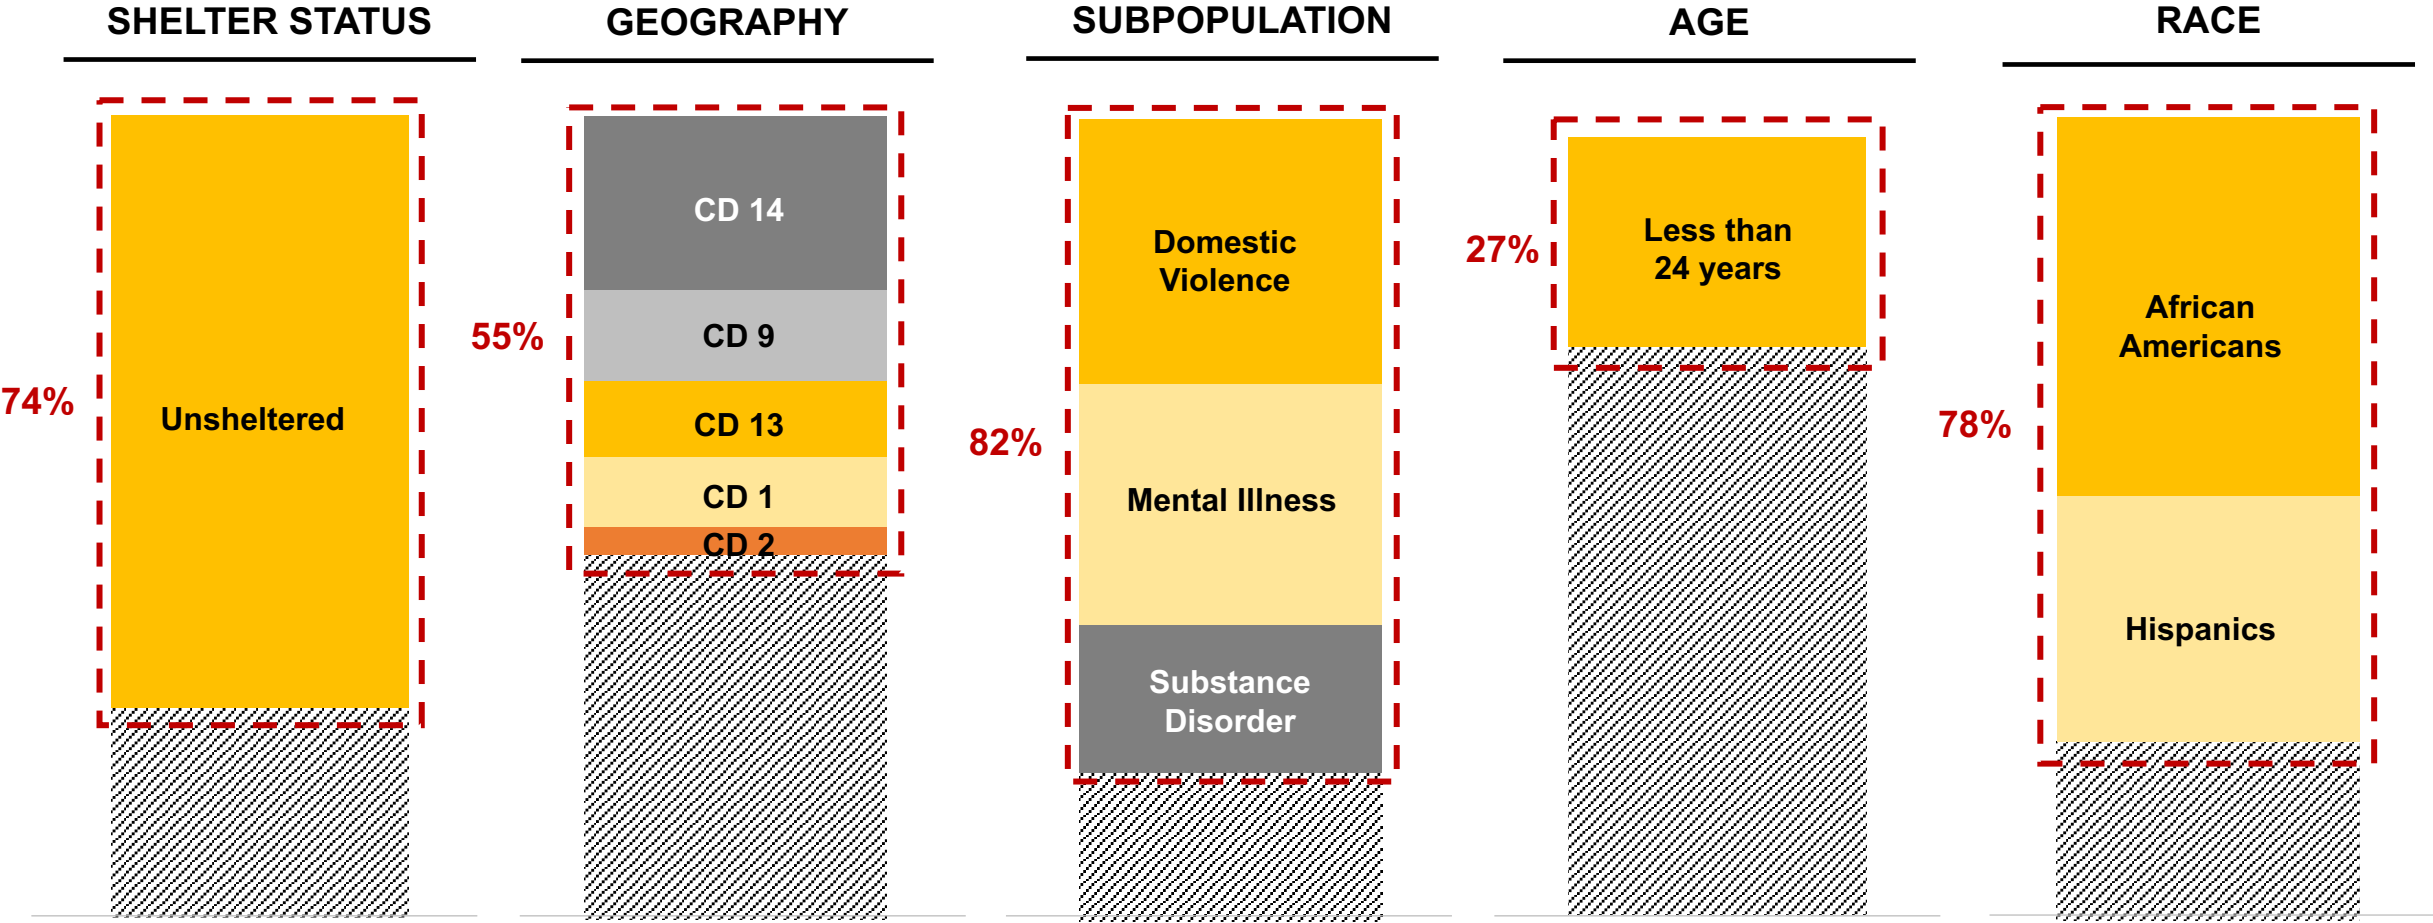 SHELTER STATUS
74%
Unsheltered
GEOGRAPHY
55%
CD 14
CD 9
CD 13
CD 1
CD 2
SUBPOPULATION
82%
Domestic
Violence
Mental Illness
Substance
Disorder
AGE
27%
Less than
24 years
RACE
78%
African
Americans
Hispanics